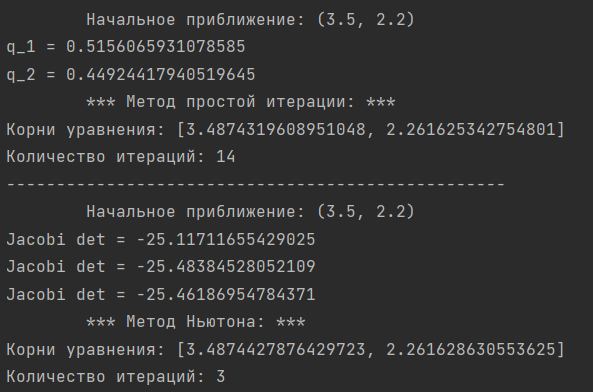 Начальное приближение: (3.5, 2.2)
q_1 = 0.5156065931078585
q_2 = 0.44924417940519645
*** Метод простой итерации: ***
Корни уравнения: [3.4874319608951048, 2.261625342754801]
Количество итераций: 14
--------------------------------------------------
Начальное приближение: (3.5, 2.2)
Jacobi det = -25.11711655429025
Jacobi det = -25.48384528052109
Jacobi det = -25.46186954784371
*** Метод Ньютона: ***
Корни уравнения: [3.4874427876429723, 2.261628630553625]
Количество итераций: 3